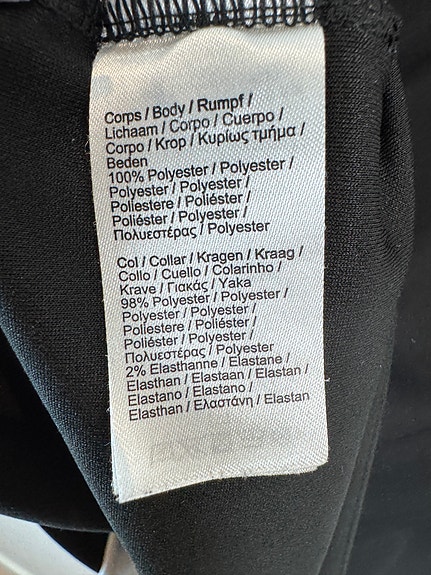 Corps / Body / Rumpf /
Lichaam / Corpo / Cuerpo /
Corpo / Krop / Κυρίως τμήμα /
Beden
100% Polyester / Polyester /
Polyester / Polyester /
Poliestere / Poliéster /
Poliéster / Polyester /
Πολυεστέρας / Polyester
Col / Collar / Kragen / Kraag /
Collo / Cuello / Colarinho /
Krave / Γιακάς / Yaka
98% Polyester / Polyester /
Polyester / Polyester /
Poliestere / Poliéster /
Poliéster / Polyester /
Πολυεστέρας / Polyester
2% Elasthanne / Elastane /
Elasthan / Elastaan / Elastan /
Elastano / Elastano /
Elasthan / Ελαστάνη / Elastan